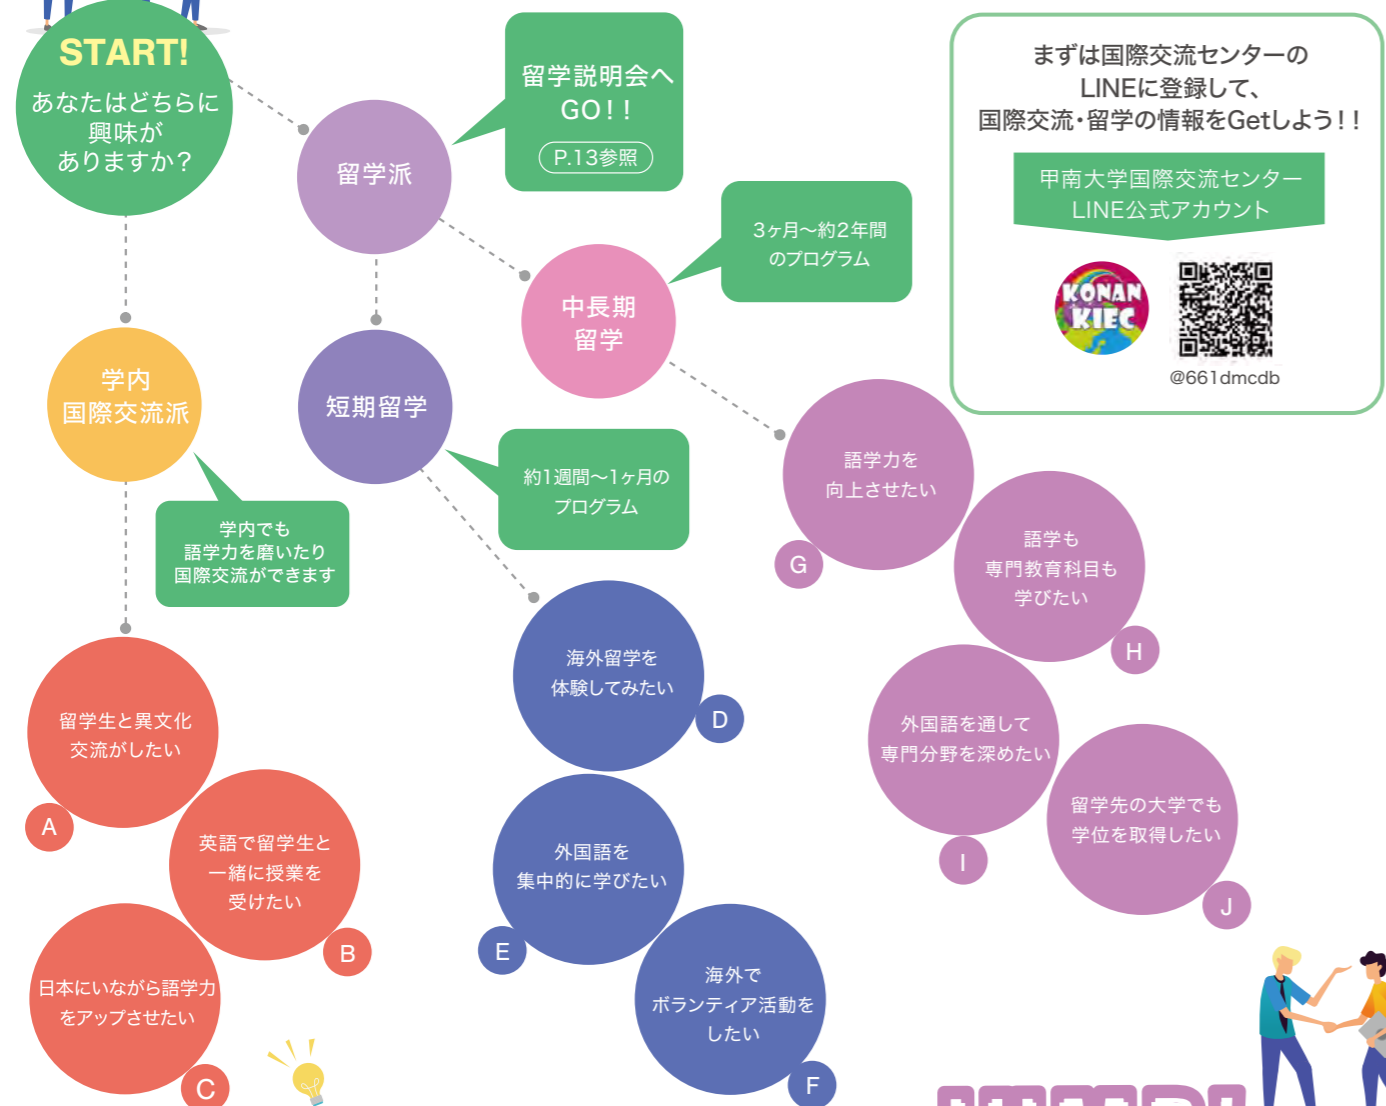 START!
あなたはどちらに
興味が
ありますか？
留学派
留学説明会へ
GO！！
P.13参照
まずは国際交流センターの
LINEに登録して、
国際交流・留学の情報をGetしよう！！
甲南大学国際交流センター
LINE公式アカウント
KONAN
KIEC
@661dmcdb
中長期
留学
3ヶ月〜約2年間
のプログラム
学内
国際交流派
学内でも
語学力を磨いたり
国際交流ができます
短期留学
約1週間〜1ヶ月の
プログラム
留学生と異文化
交流がしたい
A
英語で留学生と
一緒に授業を
受けたい
B
日本にいながら語学力
をアップさせたい
C
海外留学を
体験してみたい
D
外国語を
集中的に学びたい
E
海外で
ボランティア活動を
したい
F
語学力を
向上させたい
G
語学も
専門教育科目も
学びたい
H
外国語を通して
専門分野を深めたい
I
留学先の大学でも
学位を取得したい
J